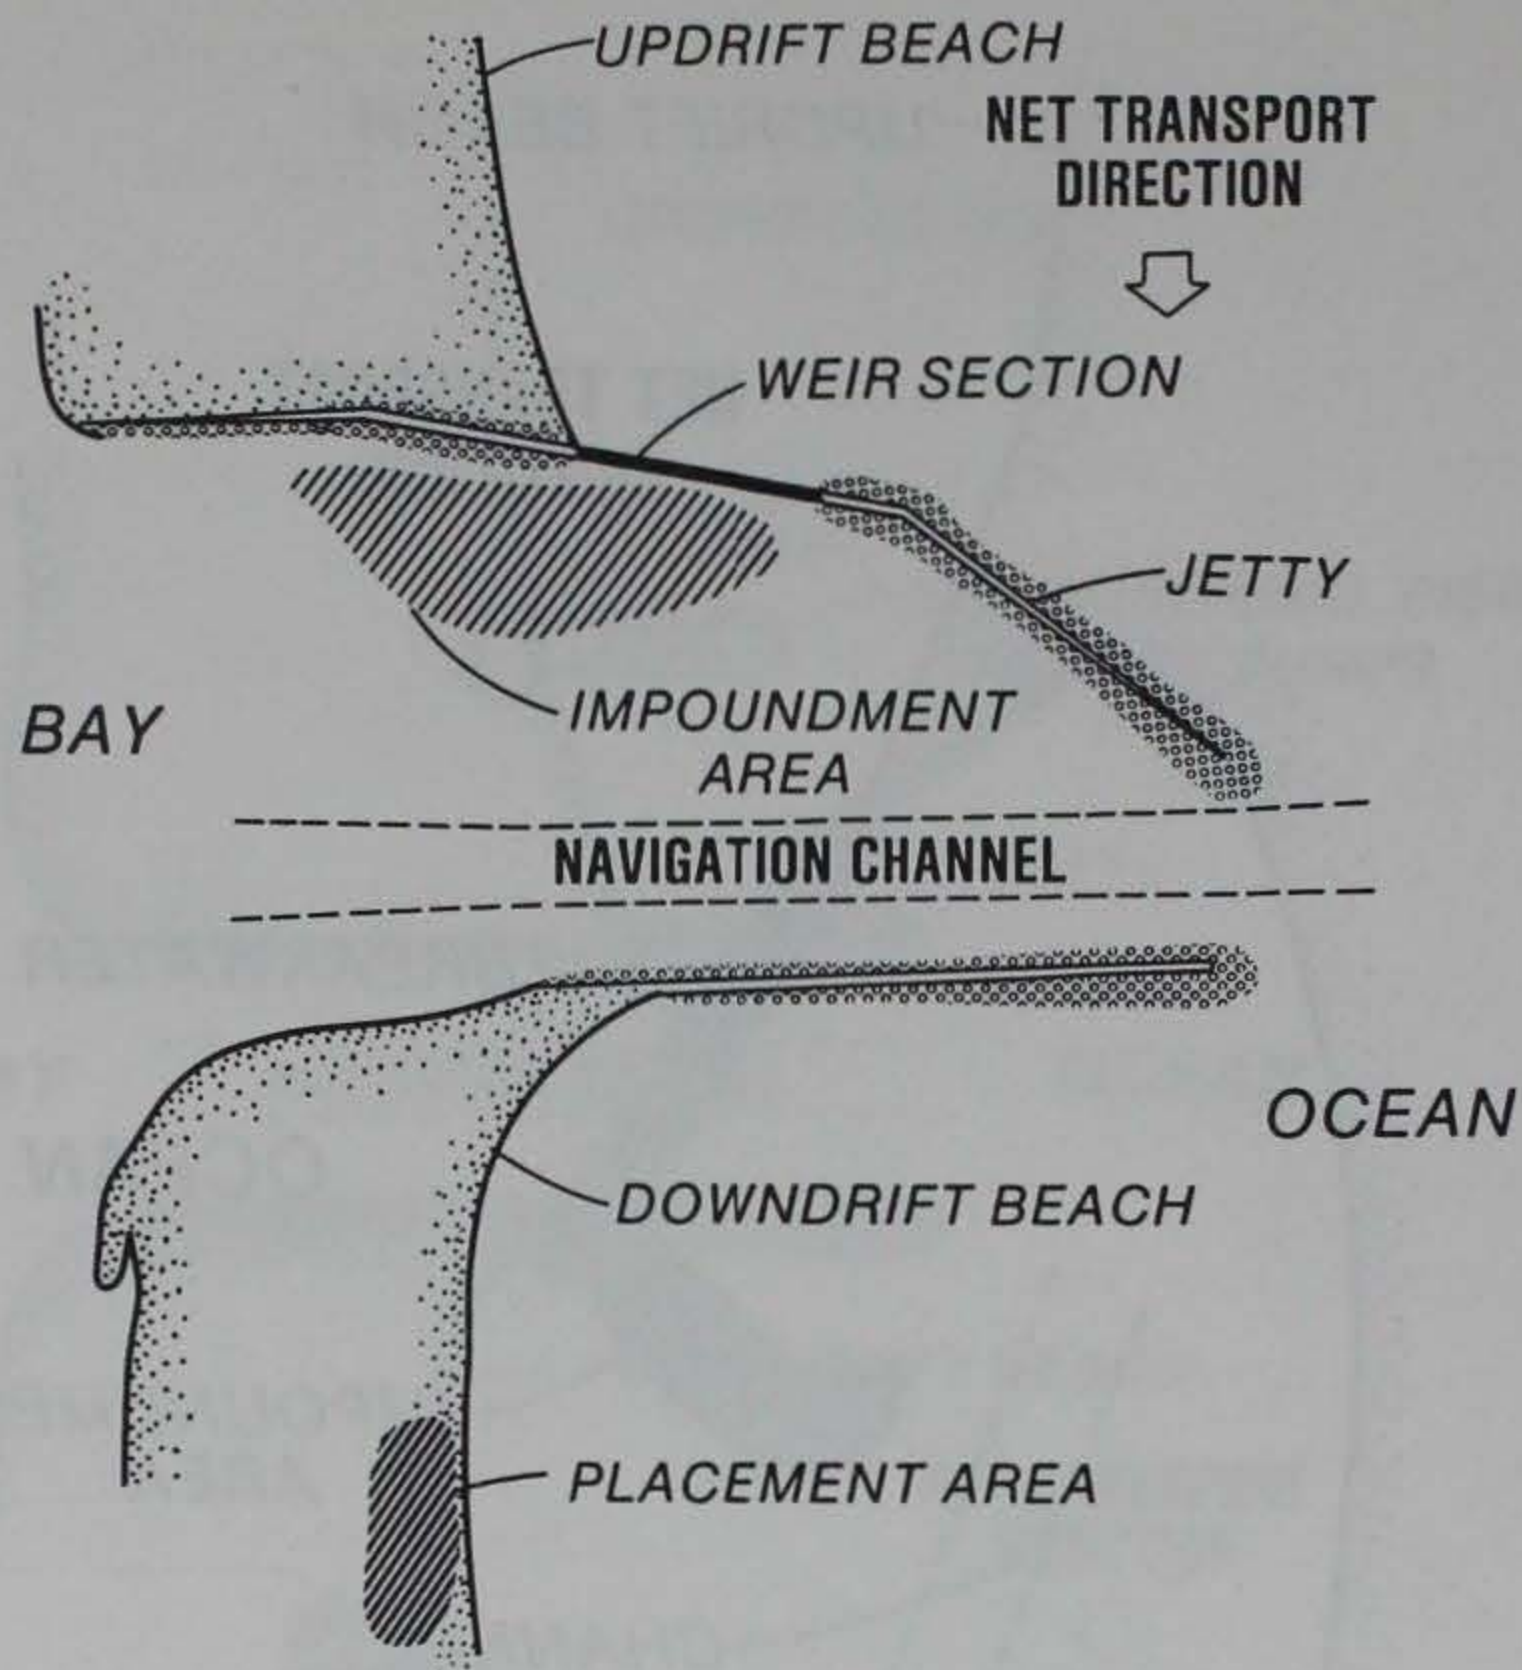 UPDRIFT BEACH
NET TRANSPORT
DIRECTION
WEIR SECTION
JETTY
IMPOUNDMENT
AREA
BAY
NAVIGATION CHANNEL
OCEAN
DOWNDRIFT BEACH
PLACEMENT AREA